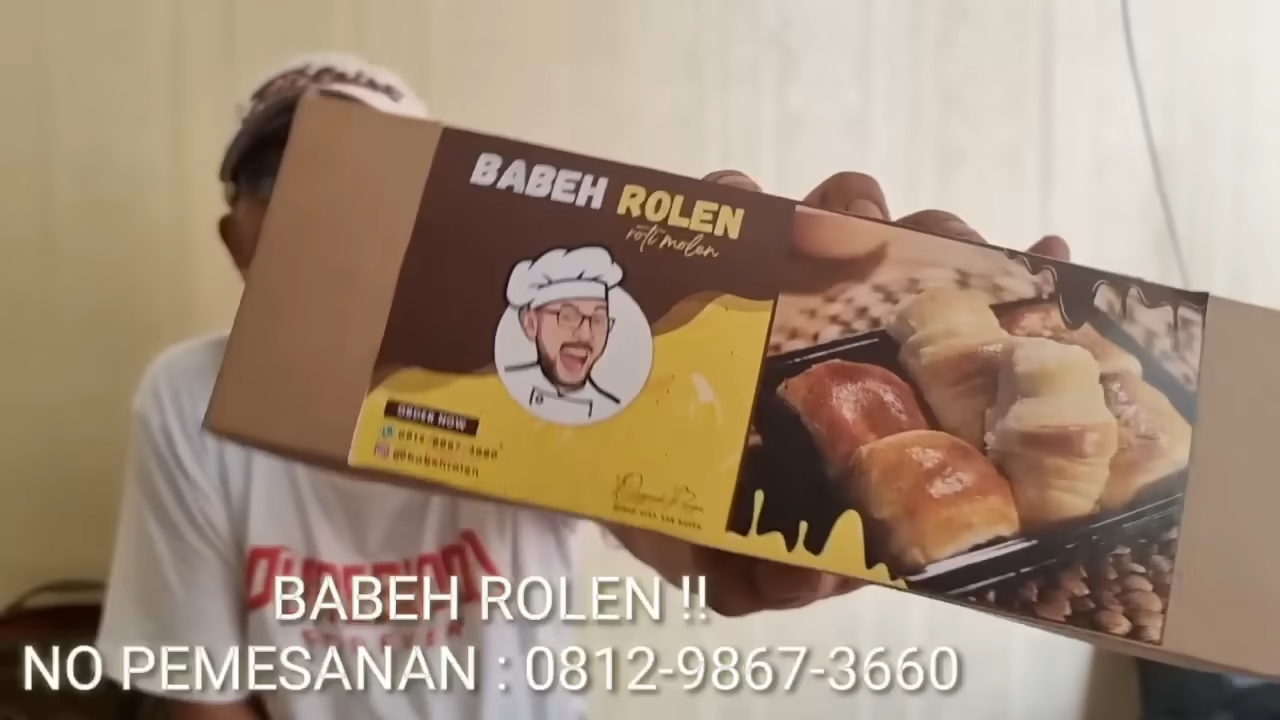 BABEH ROLEN
roti molen
ORDER NOW
0812-9867-3660
@babehrolen
BABEH ROLEN !!
NO PEMESANAN : 0812-9867-3660